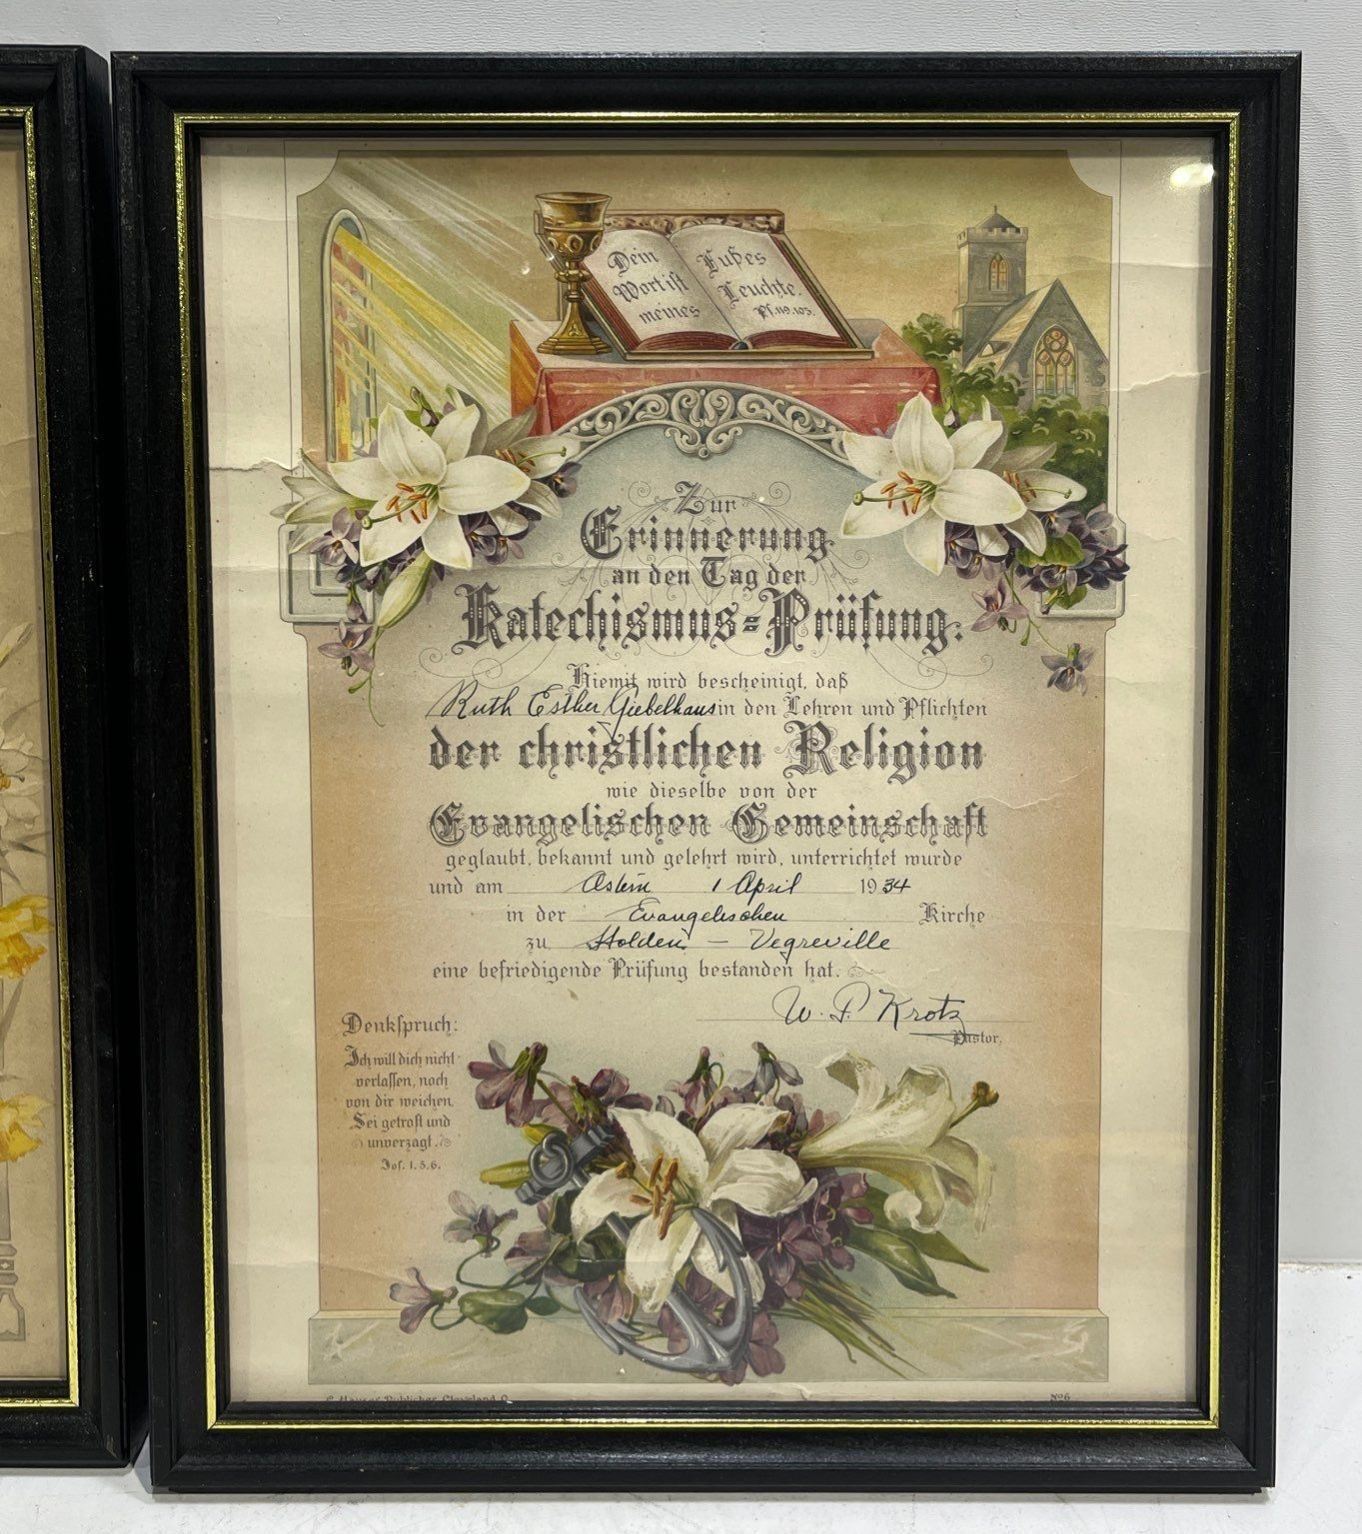 Dein
Wort ist
meines
Fußes
Leuchte.
Ps. 119. 105.
Zur
Erinnerung
an den Tag der
Katechismus=Prüfung.
Hiemit wird bescheinigt, daß
Ruth Esther Giebelhaus in den Lehren und Pflichten
der christlichen Religion
wie dieselbe von der
Evangelischen Gemeinschaft
geglaubt, bekannt und gelehrt wird, unterrichtet wurde
und am Ostern 1 April 1934
in der Evangelischen Kirche
zu Holden - Vegreville
eine befriedigende Prüfung bestanden hat.
W. P. Krotz
Pastor.
Denkspruch:
Ich will dich nicht
verlassen, noch
von dir weichen.
Sei getrost und
unverzagt.
Jos. 1. 5. 6.
Publisher Cleveland O.
No 6